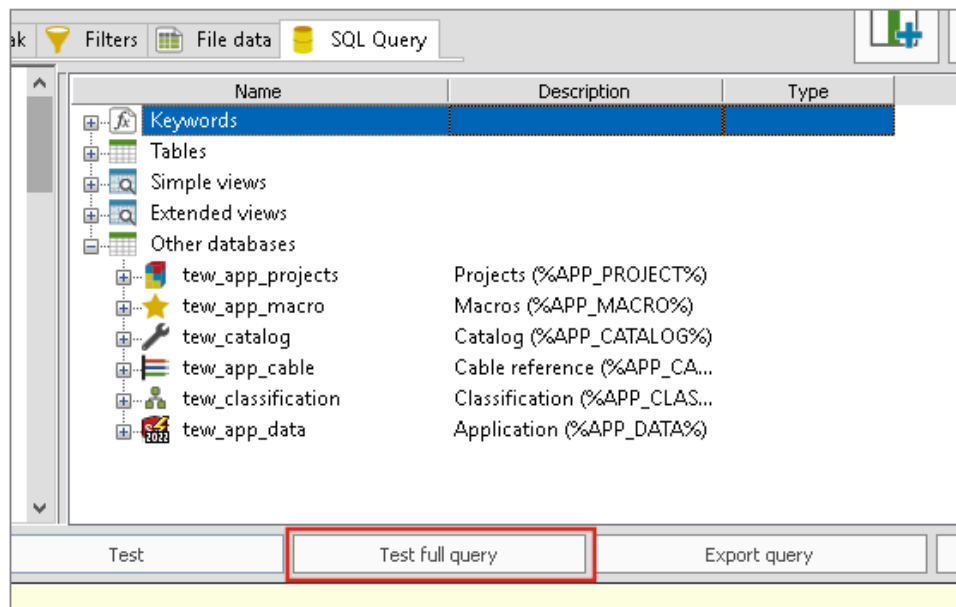 ak Filters File data SQL Query
Name Description Type
fx Keywords
Tables
Simple views
Extended views
Other databases
tew_app_projects Projects (%APP_PROJECT%)
tew_app_macro Macros (%APP_MACRO%)
tew_catalog Catalog (%APP_CATALOG%)
tew_app_cable Cable reference (%APP_CA...
tew_classification Classification (%APP_CLAS...
2022 tew_app_data Application (%APP_DATA%)
Test Test full query Export query